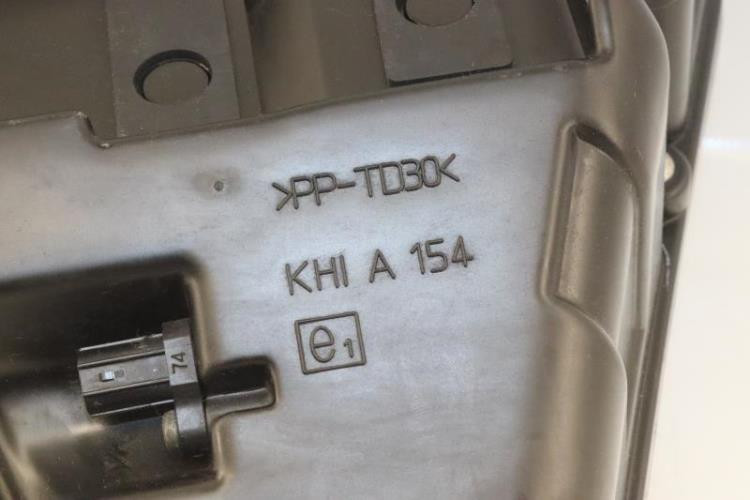 >PP-TD30<
KHI A 154
e1
74